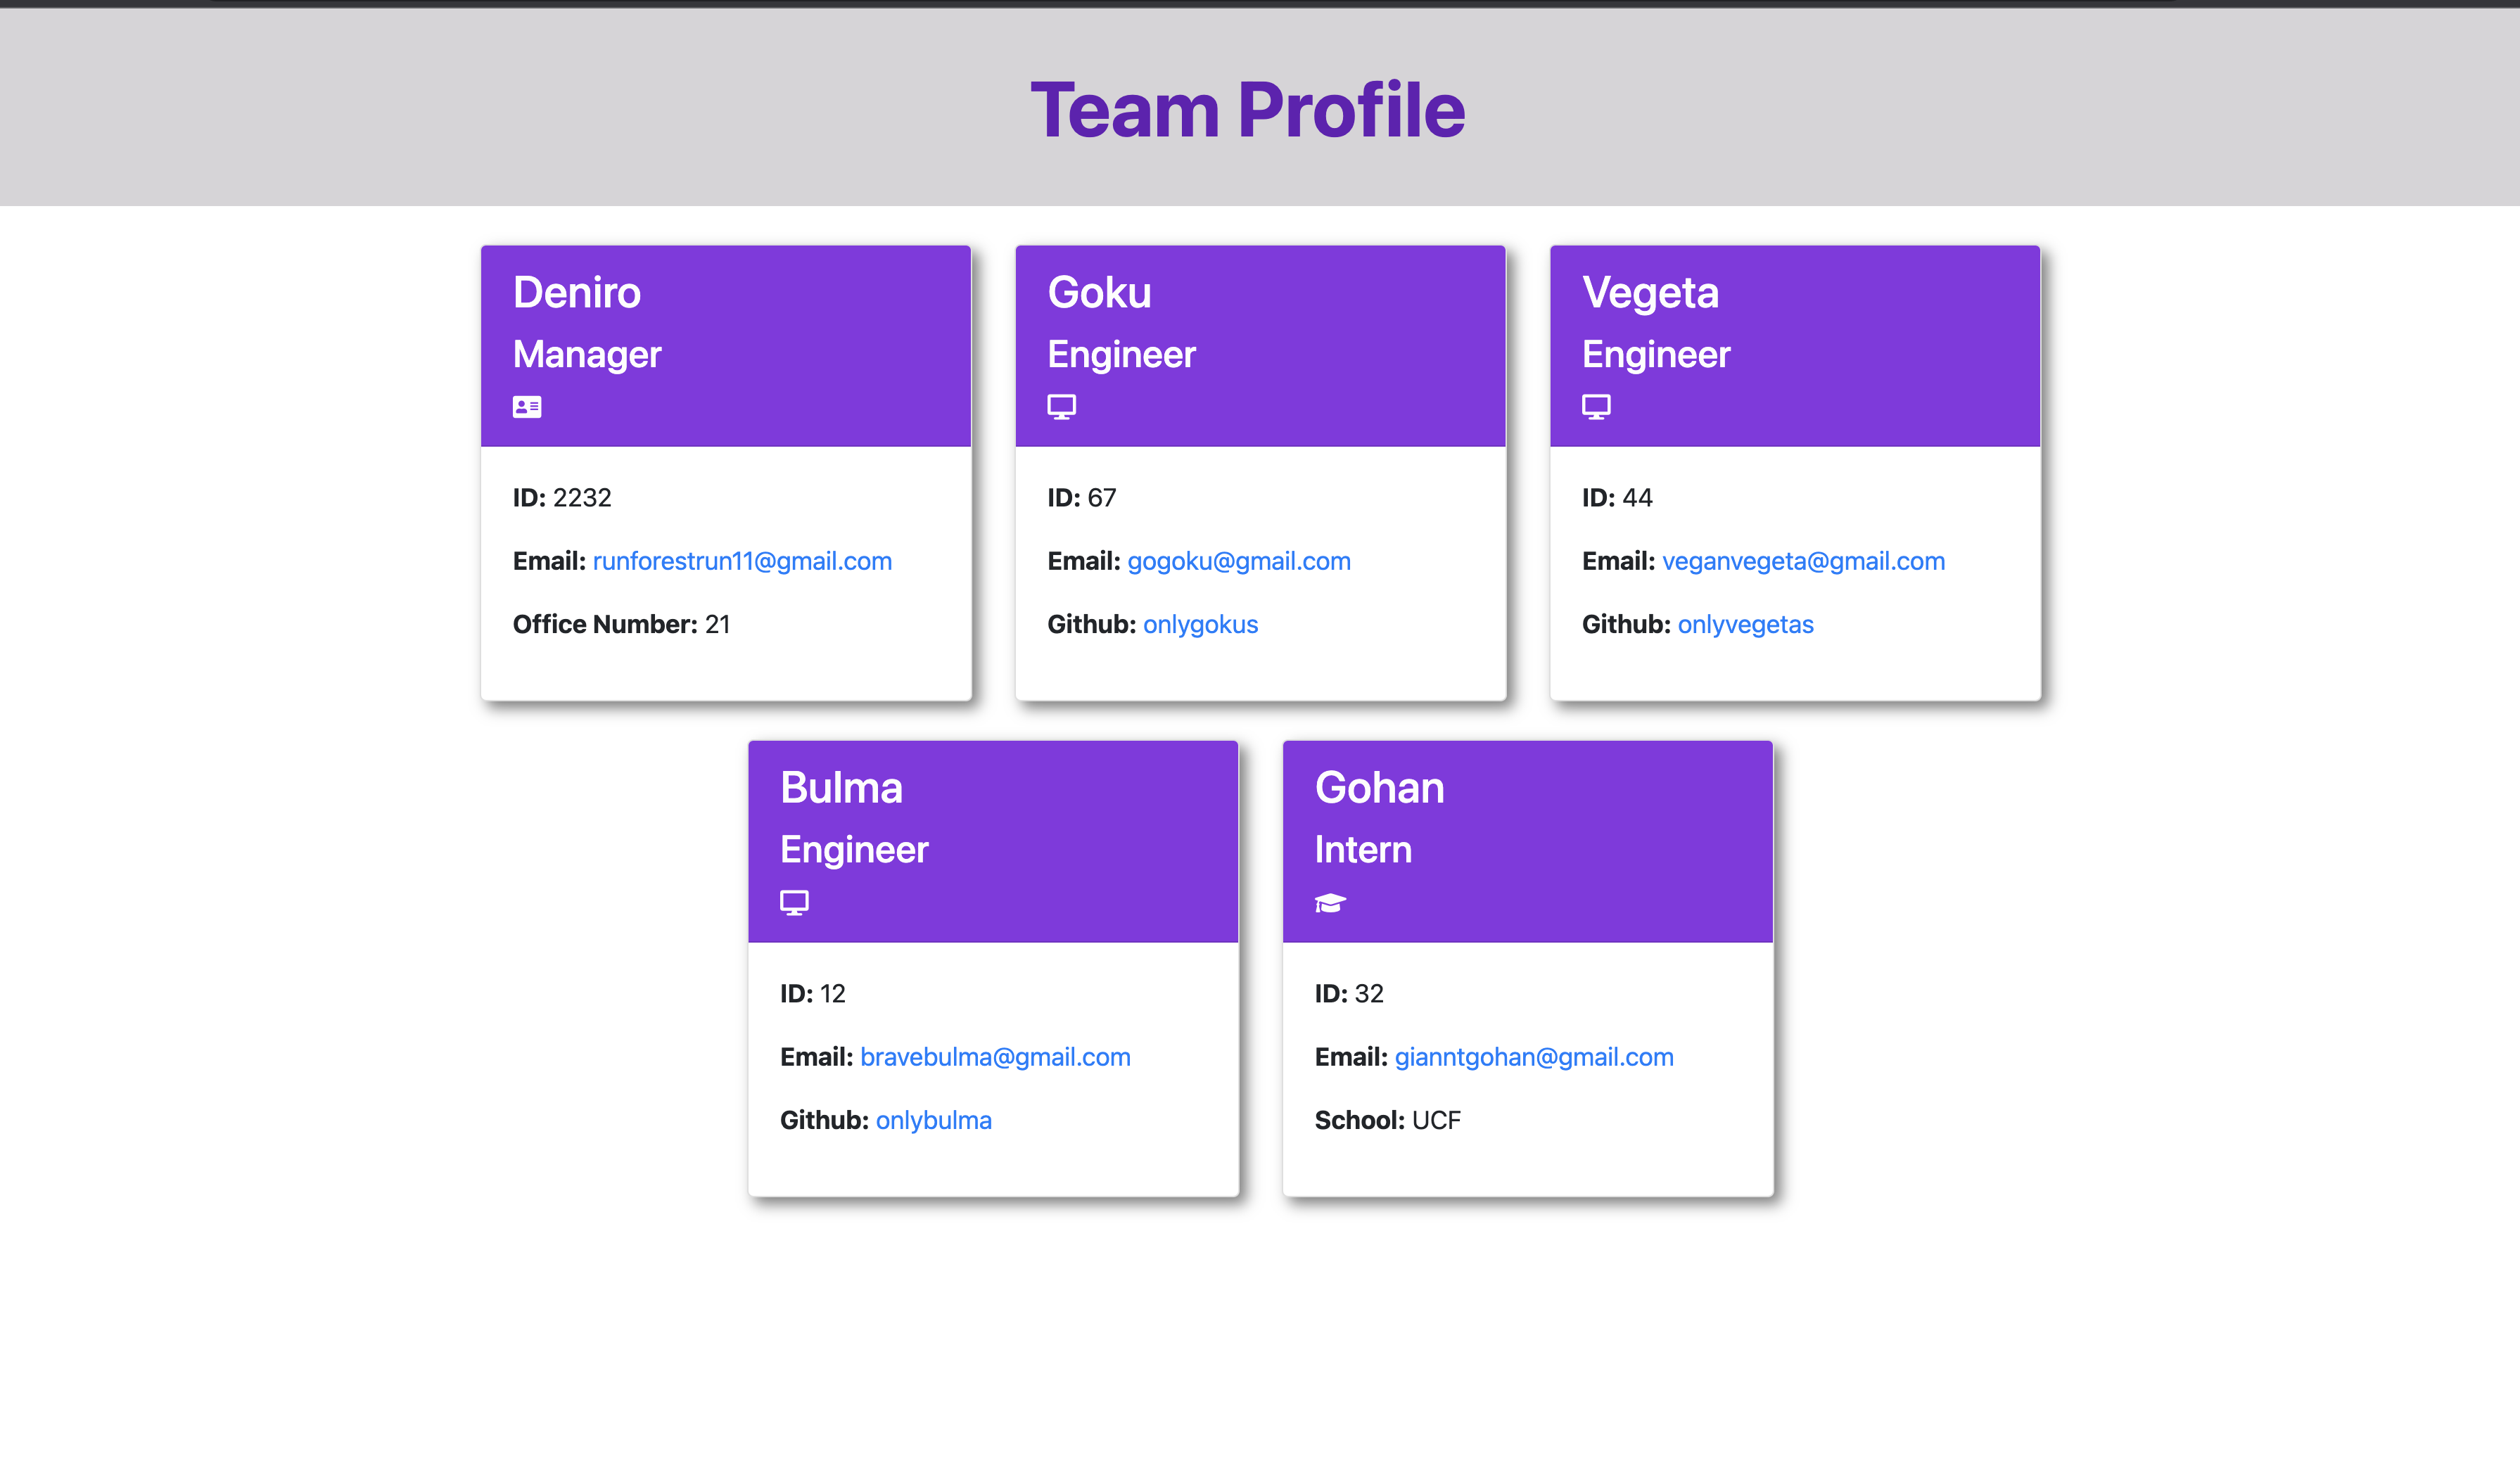 Team Profile
Deniro
Manager
ID: 2232
Email: runforestrun11@gmail.com
Office Number: 21
Goku
Engineer
ID: 67
Email: gogoku@gmail.com
Github: onlygokus
Vegeta
Engineer
ID: 44
Email: veganvegeta@gmail.com
Github: onlyvegetas
Bulma
Engineer
ID: 12
Email: bravebulma@gmail.com
Github: onlybulma
Gohan
Intern
ID: 32
Email: gianntgohan@gmail.com
School: UCF